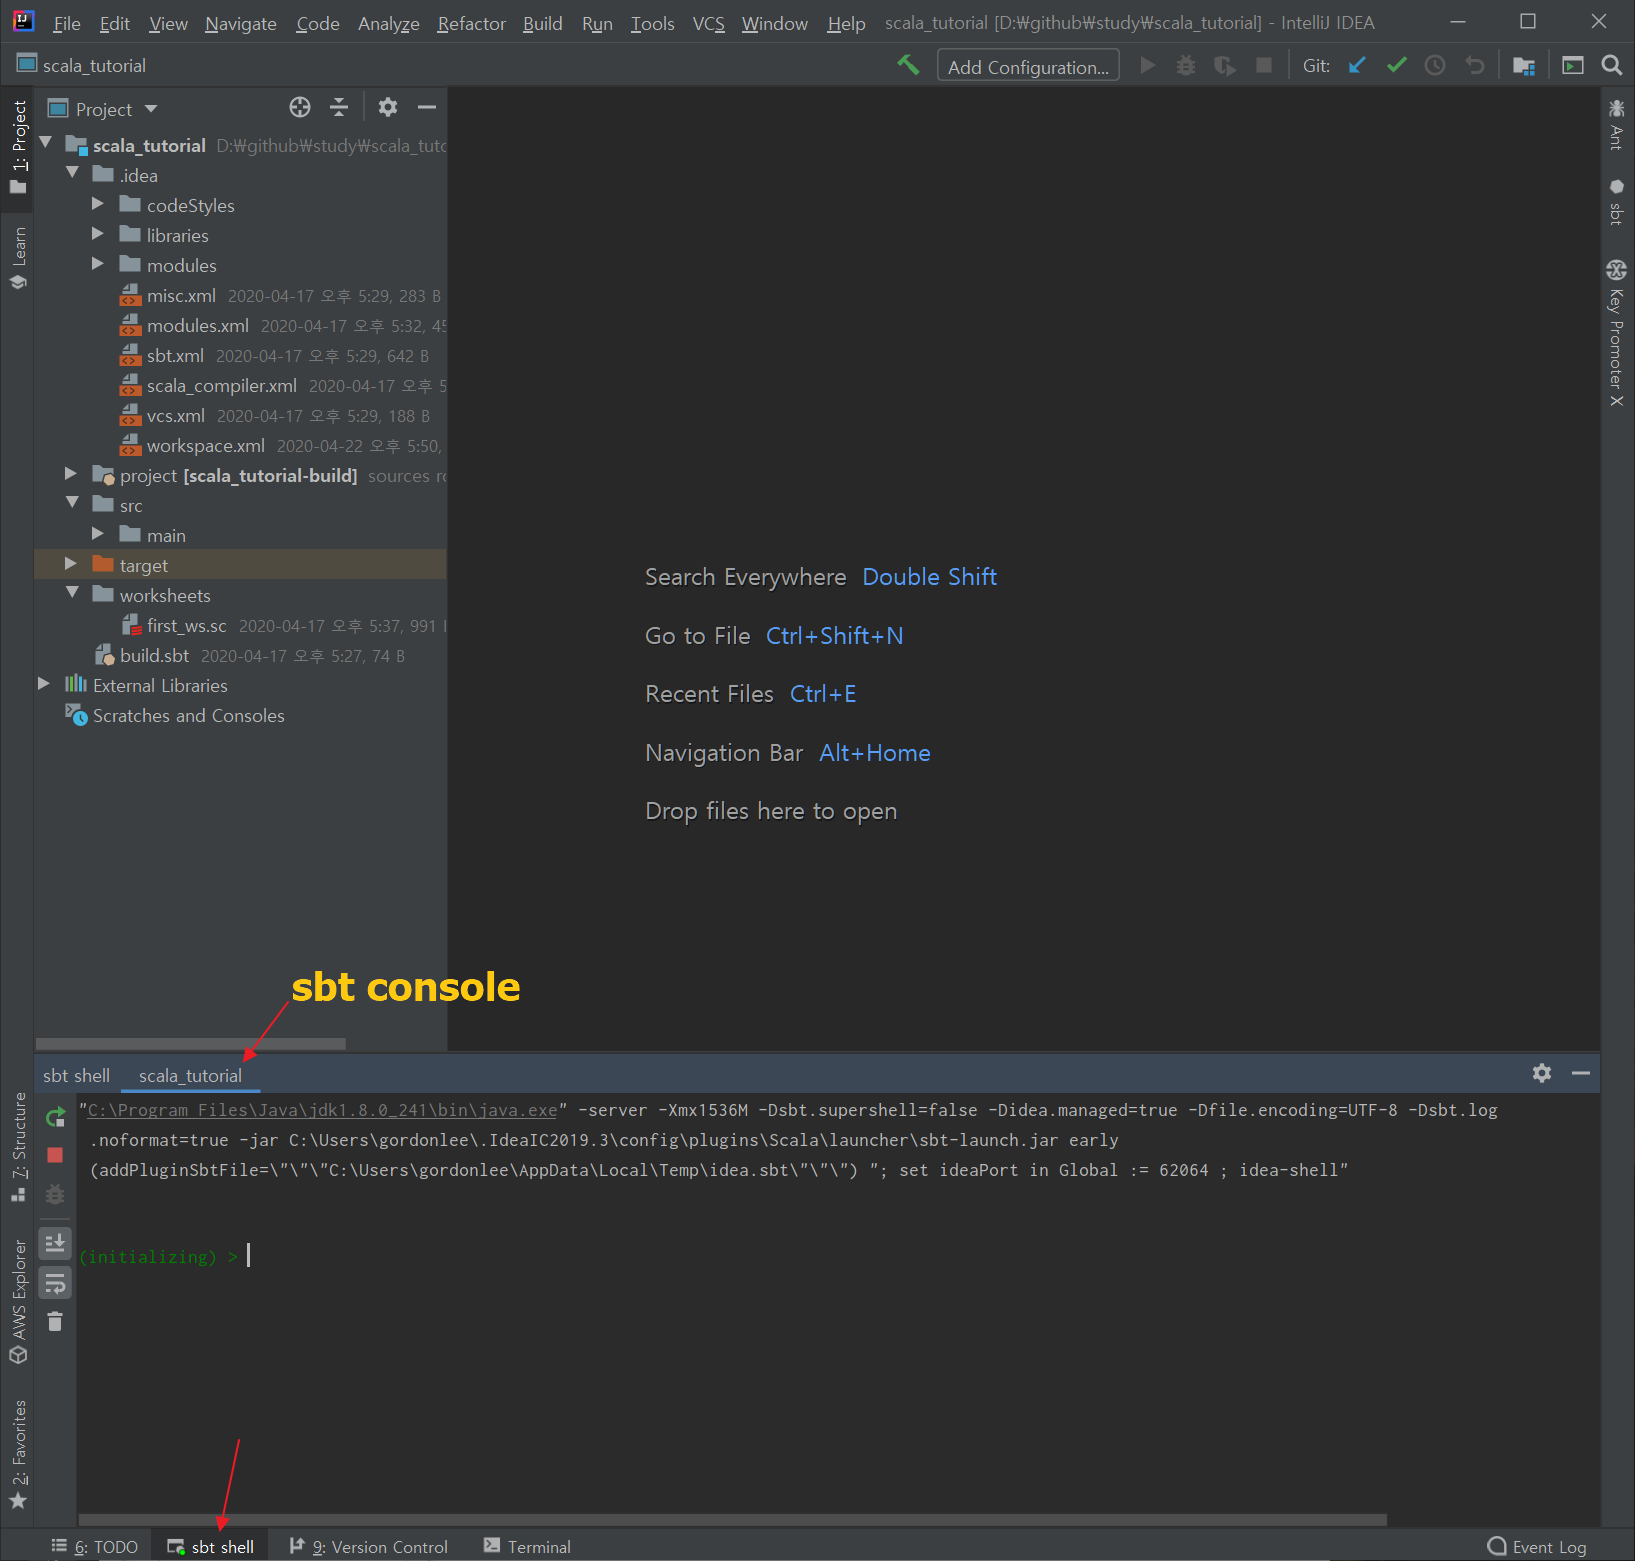 File Edit View Navigate Code Analyze Refactor Build Run Tools VCS Window Help scala_tutorial [D:₩github₩study₩scala_tutorial] - IntelliJ IDEA
scala_tutorial
Add Configuration...
Git:
1: Project
Learn
7: Structure
AWS Explorer
2: Favorites
Project
scala_tutorial D:₩github₩study₩scala_tuto
.idea
codeStyles
libraries
modules
misc.xml 2020-04-17 오후 5:29, 283 B
modules.xml 2020-04-17 오후 5:32, 45
sbt.xml 2020-04-17 오후 5:29, 642 B
scala_compiler.xml 2020-04-17 오후 5
vcs.xml 2020-04-17 오후 5:29, 188 B
workspace.xml 2020-04-22 오후 5:50,
project [scala_tutorial-build] sources ro
src
main
target
worksheets
first_ws.sc 2020-04-17 오후 5:37, 991
build.sbt 2020-04-17 오후 5:27, 74 B
External Libraries
Scratches and Consoles
Search Everywhere Double Shift
Go to File Ctrl+Shift+N
Recent Files Ctrl+E
Navigation Bar Alt+Home
Drop files here to open
Ant
sbt
Key Promoter X
sbt console
sbt shell scala_tutorial
"C:\Program Files\Java\jdk1.8.0_241\bin\java.exe" -server -Xmx1536M -Dsbt.supershell=false -Didea.managed=true -Dfile.encoding=UTF-8 -Dsbt.log
.noformat=true -jar C:\Users\gordonlee\.IdeaIC2019.3\config\plugins\Scala\launcher\sbt-launch.jar early
(addPluginSbtFile=\"\"\"C:\Users\gordonlee\AppData\Local\Temp\idea.sbt\"\"\") "; set ideaPort in Global := 62064 ; idea-shell"
(initializing) >
6: TODO
sbt shell
9: Version Control
Terminal
Event Log